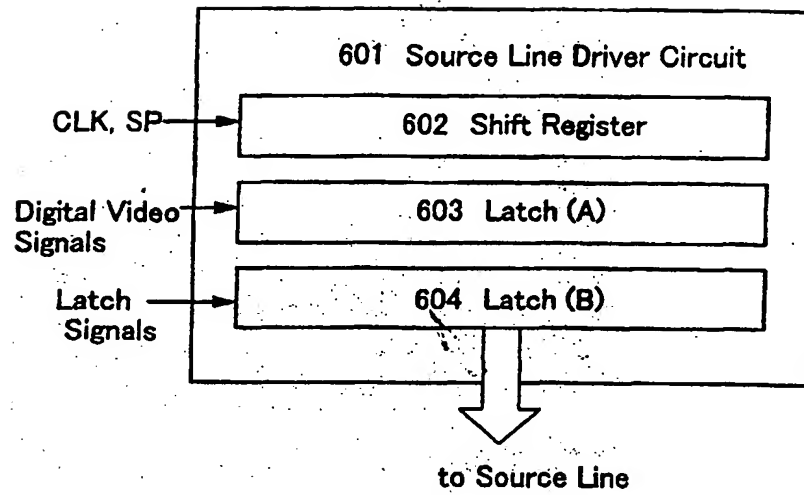 601 Source Line Driver Circuit
CLK, SP
602 Shift Register
Digital Video
Signals
603 Latch (A)
Latch
Signals
604 Latch (B)
to Source Line